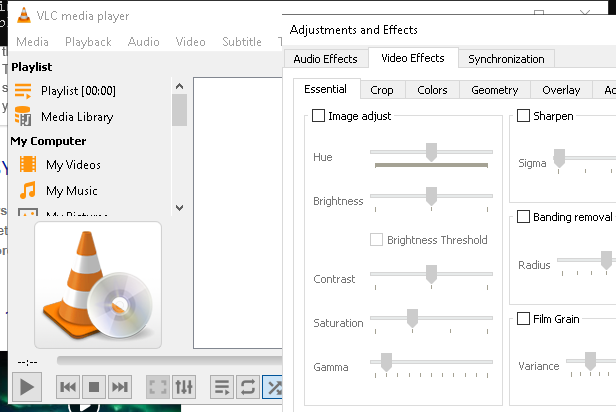 VLC media player
Media Playback Audio Video Subtitle
Playlist
Playlist [00:00]
Media Library
My Computer
My Videos
My Music
My Pictures
--:--
Adjustments and Effects
Audio Effects Video Effects Synchronization
Essential Crop Colors Geometry Overlay
Image adjust
Hue
Brightness
Brightness Threshold
Contrast
Saturation
Gamma
Sharpen
Sigma
Banding removal
Radius
Film Grain
Variance